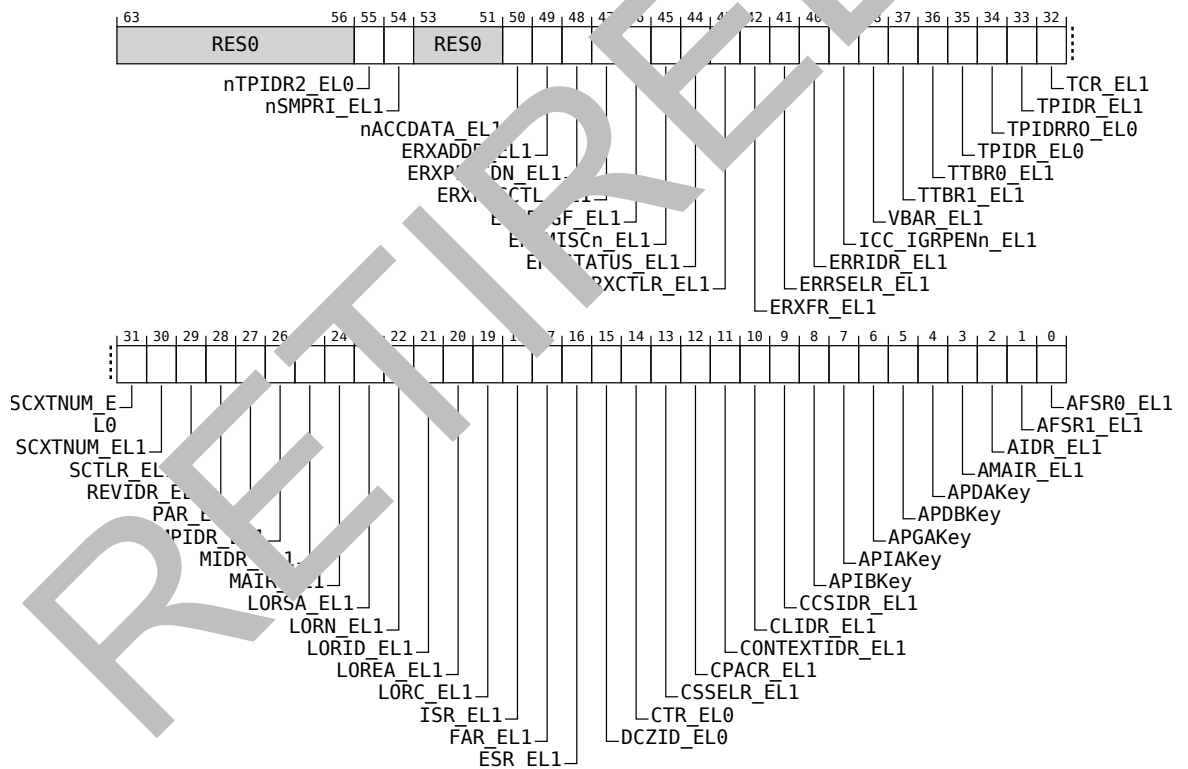 63 56 55 54 53 51 50 49 48 45 44 41 37 36 35 34 33 32
RES0 RES0
nTPIDR2_EL0 TCR_EL1
nSMPRI_EL1 TPIDR_EL1
TPIDRRO_EL0
TPIDR_EL0
TTBR0_EL1
TTBR1_EL1
VBAR_EL1
ICC_IGRPENn_EL1
ERRIDR_EL1
ERRSELR_EL1
ERXFR_EL1
31 30 29 28 27 26 24 22 21 20 19 16 15 14 13 12 11 10 9 8 7 6 5 4 3 2 1 0
SCXTNUM_E AFSR0_EL1
L0 AFSR1_EL1
SCXTNUM_EL1 AIDR_EL1
AMAIR_EL1
APDAKey
APDBKey
APGAKey
APIAKey
APIBKey
LORSA_EL1 CCSIDR_EL1
LORN_EL1 CLIDR_EL1
LORID_EL1 CONTEXTIDR_EL1
LOREA_EL1 CPACR_EL1
LORC_EL1 CSSELR_EL1
ISR_EL1 CTR_EL0
FAR_EL1 DCZID_EL0
ESR_EL1
RETIRE